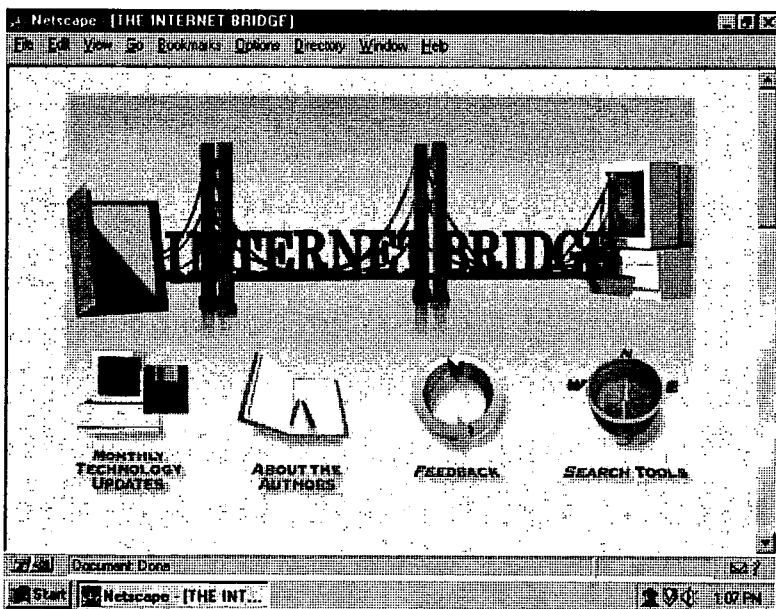 Netscape - [THE INTERNET BRIDGE]
File Edit View Go Bookmarks Options Directory Window Help
INTERNET BRIDGE
N
W E
MONTHLY TECHNOLOGY UPDATES
ABOUT THE AUTHORS
FEEDBACK
SEARCH TOOLS
Document: Done
Start Netscape - [THE INT... 1:07 PM